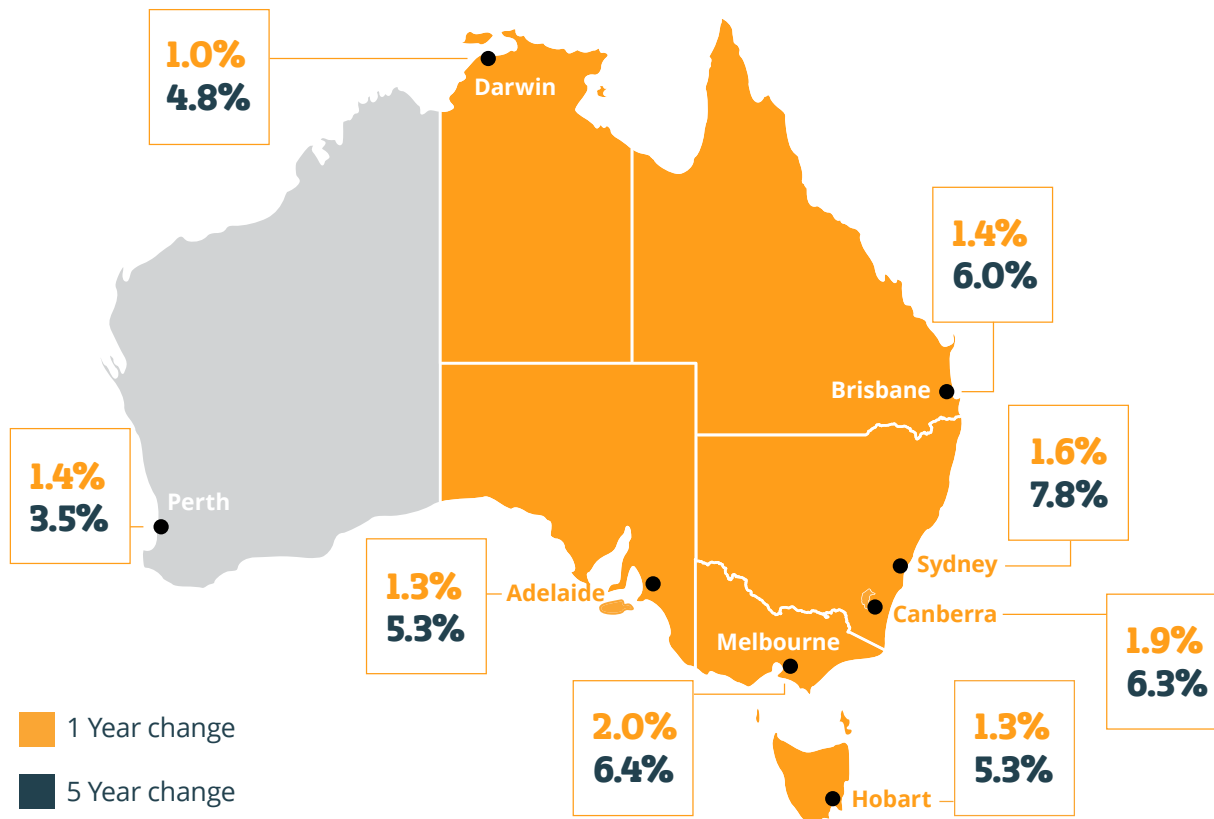 1.0%
4.8%
Darwin
1.4%
6.0%
Brisbane
1.4%
3.5%
Perth
1.6%
7.8%
Sydney
1.3%
5.3%
Adelaide
Canberra
1.9%
6.3%
Melbourne
2.0%
6.4%
1.3%
5.3%
Hobart
1 Year change
5 Year change